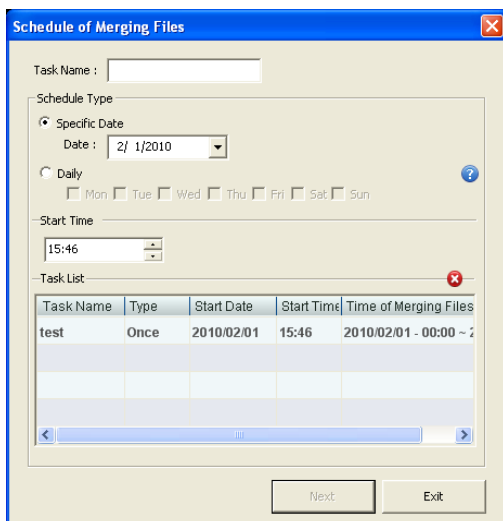 Schedule of Merging Files
Task Name :
Schedule Type
Specific Date
Date : 2/ 1/2010
Daily
Mon Tue Wed Thu Fri Sat Sun
Start Time
15:46
Task List
Task Name Type Start Date Start Time Time of Merging Files
test Once 2010/02/01 15:46 2010/02/01 - 00:00 ~ 2
Next Exit